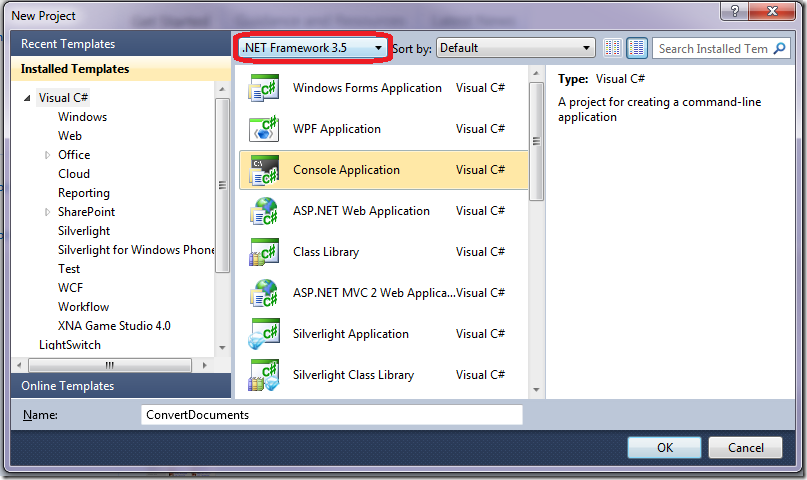 New Project
Recent Templates
.NET Framework 3.5
Sort by:
Default
Search Installed Tem
Installed Templates
Visual C#
Windows
Web
Office
Cloud
Reporting
SharePoint
Silverlight
Silverlight for Windows Phone
Test
WCF
Workflow
XNA Game Studio 4.0
LightSwitch
Online Templates
Windows Forms Application Visual C#
WPF Application Visual C#
Console Application Visual C#
ASP.NET Web Application Visual C#
Class Library Visual C#
ASP.NET MVC 2 Web Applica... Visual C#
Silverlight Application Visual C#
Silverlight Class Library Visual C#
Type: Visual C#
A project for creating a command-line
application
Name: ConvertDocuments
OK
Cancel